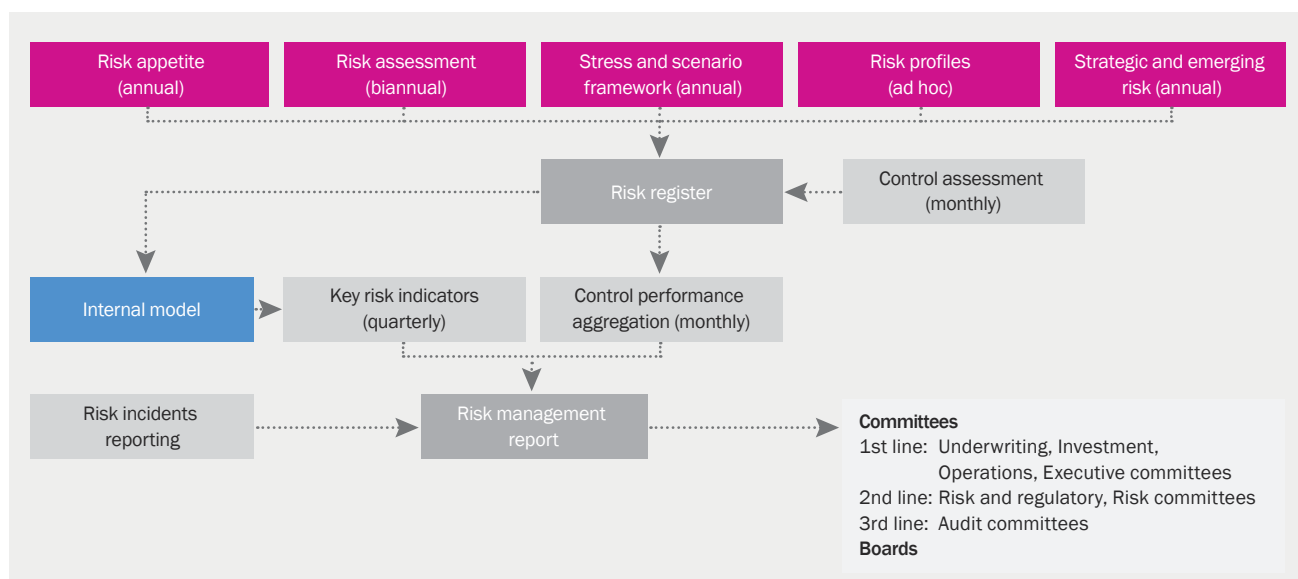 Risk appetite
(annual)
Risk assessment
(biannual)
Stress and scenario
framework (annual)
Risk profiles
(ad hoc)
Strategic and emerging
risk (annual)
Risk register
Control assessment
(monthly)
Internal model
Key risk indicators
(quarterly)
Control performance
aggregation (monthly)
Risk incidents
reporting
Risk management
report
Committees
1st line: Underwriting, Investment,
Operations, Executive committees
2nd line: Risk and regulatory, Risk committees
3rd line: Audit committees
Boards